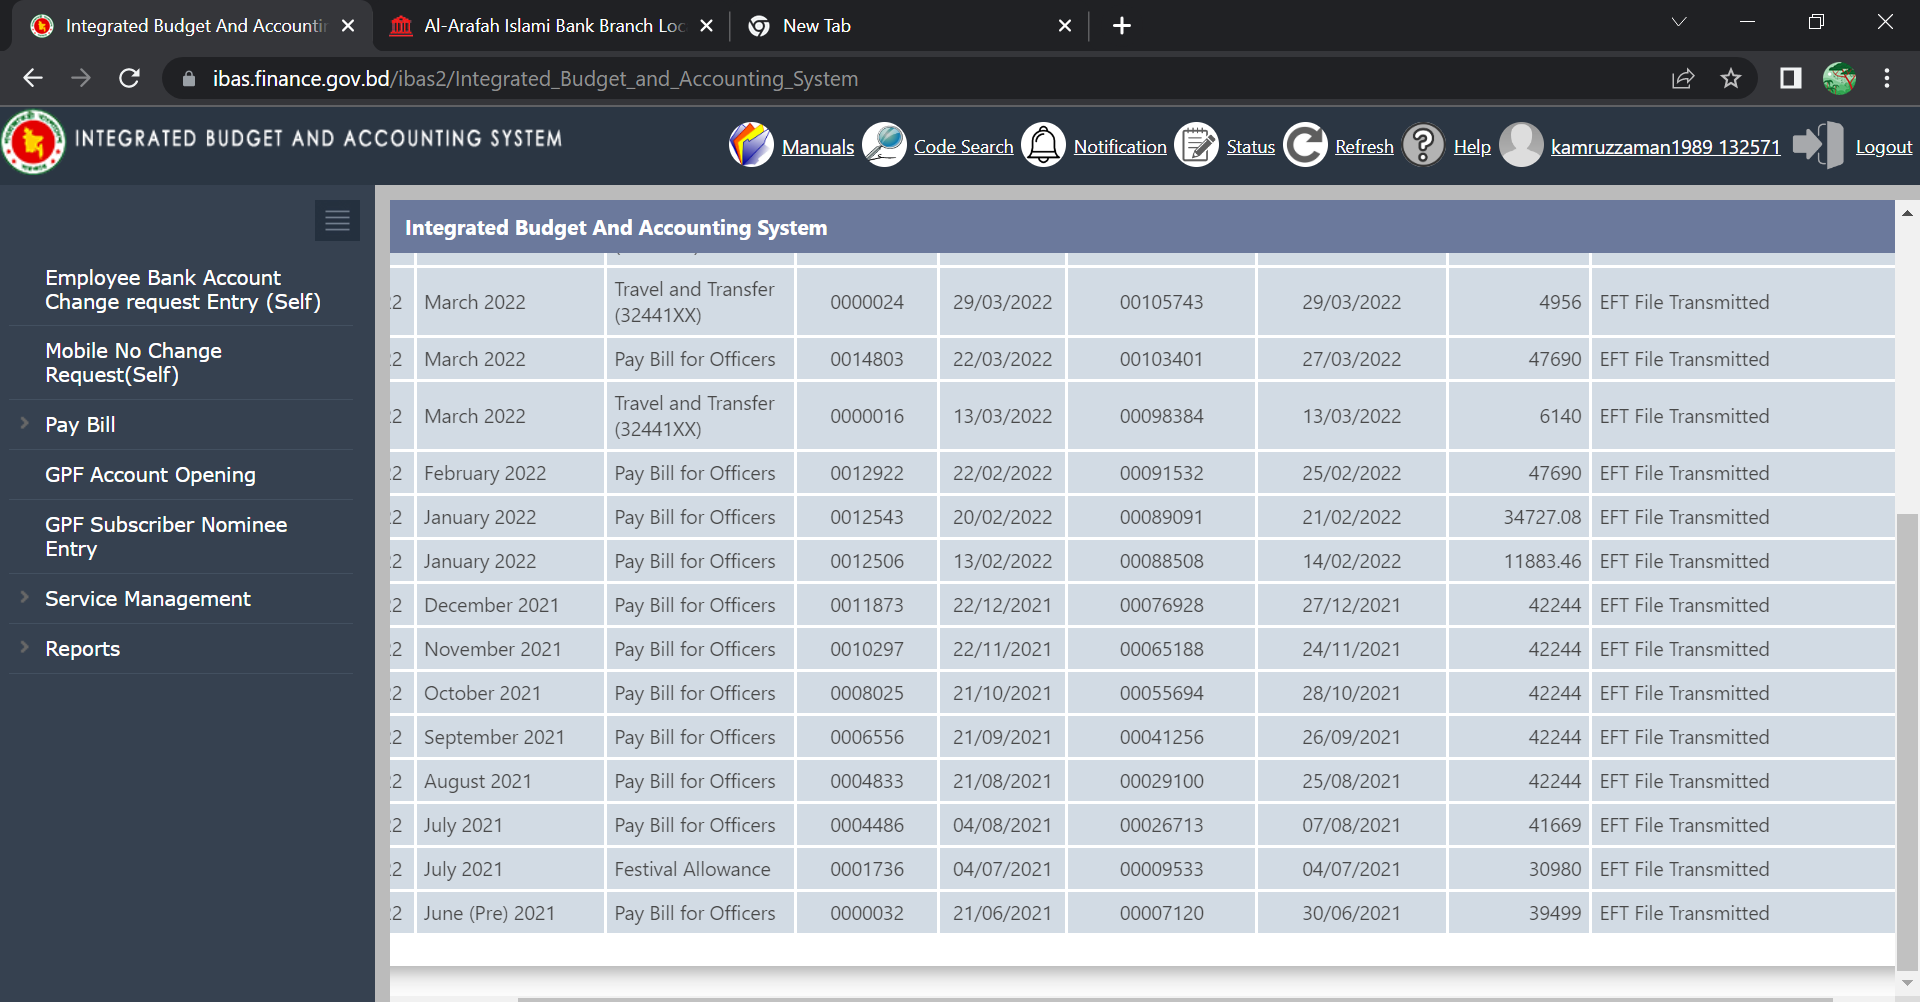 Integrated Budget And Accountin
Al-Arafah Islami Bank Branch Loc
New Tab
ibas.finance.gov.bd/ibas2/Integrated_Budget_and_Accounting_System
INTEGRATED BUDGET AND ACCOUNTING SYSTEM
Manuals Code Search Notification Status Refresh Help kamruzzaman1989 132571 Logout
Employee Bank Account
Change request Entry (Self)
Mobile No Change
Request(Self)
Pay Bill
GPF Account Opening
GPF Subscriber Nominee
Entry
Service Management
Reports
Integrated Budget And Accounting System
22 March 2022 Travel and Transfer (32441XX) 0000024 29/03/2022 00105743 29/03/2022 4956 EFT File Transmitted
22 March 2022 Pay Bill for Officers 0014803 22/03/2022 00103401 27/03/2022 47690 EFT File Transmitted
22 March 2022 Travel and Transfer (32441XX) 0000016 13/03/2022 00098384 13/03/2022 6140 EFT File Transmitted
22 February 2022 Pay Bill for Officers 0012922 22/02/2022 00091532 25/02/2022 47690 EFT File Transmitted
22 January 2022 Pay Bill for Officers 0012543 20/02/2022 00089091 21/02/2022 34727.08 EFT File Transmitted
22 January 2022 Pay Bill for Officers 0012506 13/02/2022 00088508 14/02/2022 11883.46 EFT File Transmitted
22 December 2021 Pay Bill for Officers 0011873 22/12/2021 00076928 27/12/2021 42244 EFT File Transmitted
22 November 2021 Pay Bill for Officers 0010297 22/11/2021 00065188 24/11/2021 42244 EFT File Transmitted
22 October 2021 Pay Bill for Officers 0008025 21/10/2021 00055694 28/10/2021 42244 EFT File Transmitted
22 September 2021 Pay Bill for Officers 0006556 21/09/2021 00041256 26/09/2021 42244 EFT File Transmitted
22 August 2021 Pay Bill for Officers 0004833 21/08/2021 00029100 25/08/2021 42244 EFT File Transmitted
22 July 2021 Pay Bill for Officers 0004486 04/08/2021 00026713 07/08/2021 41669 EFT File Transmitted
22 July 2021 Festival Allowance 0001736 04/07/2021 00009533 04/07/2021 30980 EFT File Transmitted
22 June (Pre) 2021 Pay Bill for Officers 0000032 21/06/2021 00007120 30/06/2021 39499 EFT File Transmitted